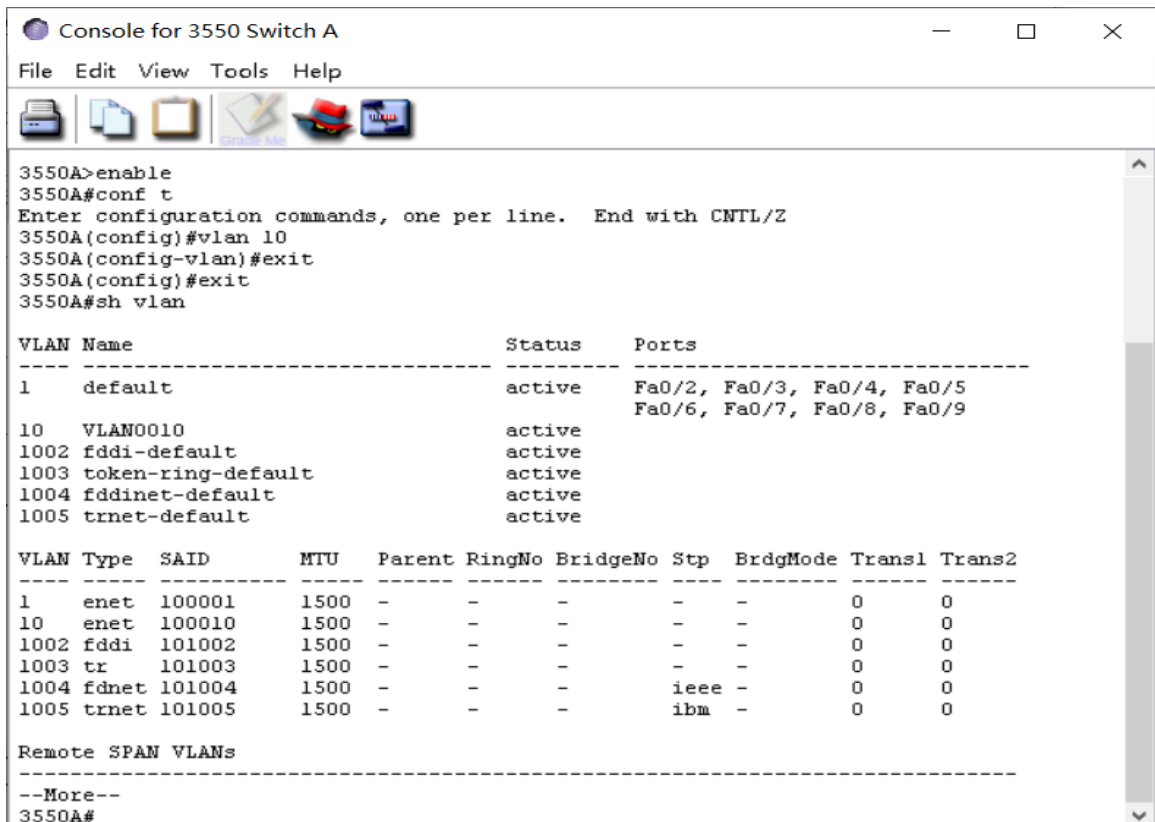 Console for 3550 Switch A
File Edit View Tools Help
Grade Me
3550A>enable
3550A#conf t
Enter configuration commands, one per line.  End with CNTL/Z
3550A(config)#vlan 10
3550A(config-vlan)#exit
3550A(config)#exit
3550A#sh vlan
VLAN Name                             Status    Ports
---- -------------------------------- --------- -------------------------------
1    default                          active    Fa0/2, Fa0/3, Fa0/4, Fa0/5
                                                Fa0/6, Fa0/7, Fa0/8, Fa0/9
10   VLAN0010                         active
1002 fddi-default                     active
1003 token-ring-default               active
1004 fddinet-default                  active
1005 trnet-default                    active
VLAN Type  SAID       MTU   Parent RingNo BridgeNo Stp  BrdgMode Trans1 Trans2
---- ----- ---------- ----- ------ ------ -------- ---- -------- ------ ------
1    enet  100001     1500  -      -      -        -    -        0      0
10   enet  100010     1500  -      -      -        -    -        0      0
1002 fddi  101002     1500  -      -      -        -    -        0      0
1003 tr    101003     1500  -      -      -        -    -        0      0
1004 fdnet 101004     1500  -      -      -        ieee -        0      0
1005 trnet 101005     1500  -      -      -        ibm  -        0      0
Remote SPAN VLANs
------------------------------------------------------------------------------
--More--
3550A#